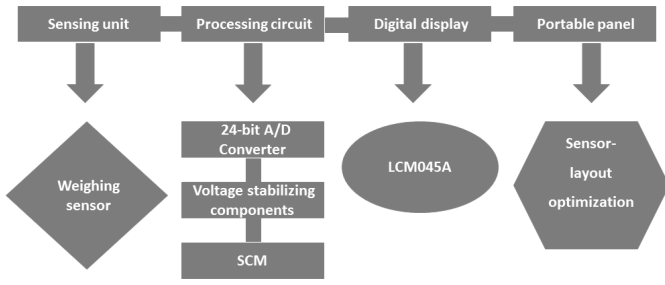 Sensing unit
Processing circuit
Digital display
Portable panel
Weighing
sensor
24-bit A/D
Converter
Voltage stabilizing
components
SCM
LCM045A
Sensor-
layout
optimization